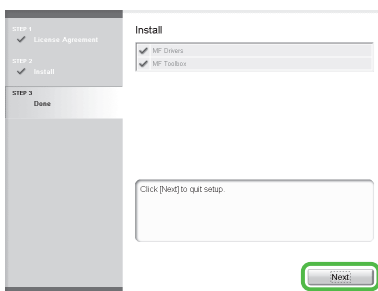 STEP 1
License Agreement
STEP 2
Install
STEP 3
Done
Install
MF Drivers
MF Toolbox
Click [Next] to quit setup.
Next